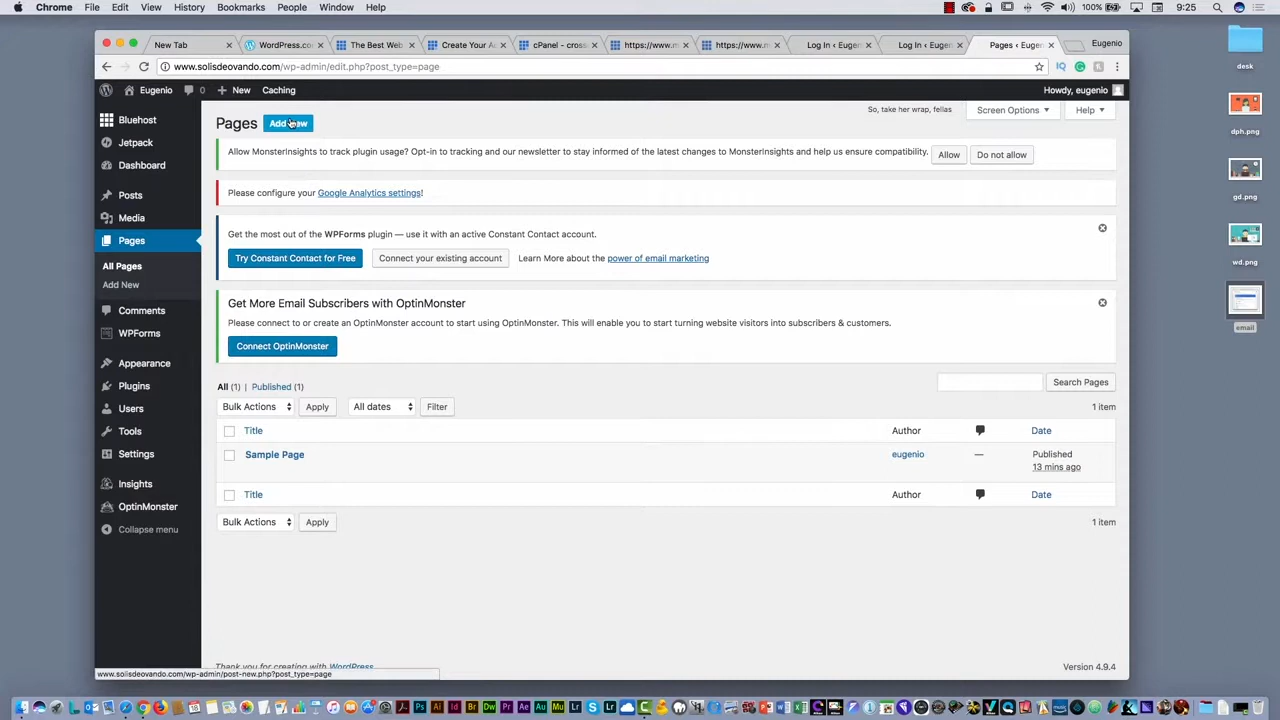 Chrome File Edit View History Bookmarks People Window Help 100% 9:25
New Tab WordPress.co The Best Web Create Your A cPanel - cross https://www.m https://www.m Log In ‹ Eugeni Log In ‹ Eugen Pages ‹ Eugeni Eugenio
www.solisdeovando.com/wp-admin/edit.php?post_type=page
Eugenio 0 New Caching Howdy, eugenio
So, take her wrap, fellas Screen Options Help
Pages Add New
Bluehost
Jetpack
Dashboard
Posts
Media
Pages
All Pages
Add New
Comments
WPForms
Appearance
Plugins
Users
Tools
Settings
Insights
OptinMonster
Collapse menu
Allow MonsterInsights to track plugin usage? Opt-in to tracking and our newsletter to stay informed of the latest changes to MonsterInsights and help us ensure compatibility. Allow Do not allow
Please configure your Google Analytics settings!
Get the most out of the WPForms plugin — use it with an active Constant Contact account.
Try Constant Contact for Free Connect your existing account Learn More about the power of email marketing
Get More Email Subscribers with OptinMonster
Please connect to or create an OptinMonster account to start using OptinMonster. This will enable you to start turning website visitors into subscribers & customers.
Connect OptinMonster
All (1) | Published (1) Search Pages
Bulk Actions Apply All dates Filter 1 item
Title Author Date
Sample Page eugenio — Published
13 mins ago
Title Author Date
Bulk Actions Apply 1 item
Thank you for creating with WordPress Version 4.9.4
www.solisdeovando.com/wp-admin/post-new.php?post_type=page
desk
dph.png
gd.png
wd.png
email